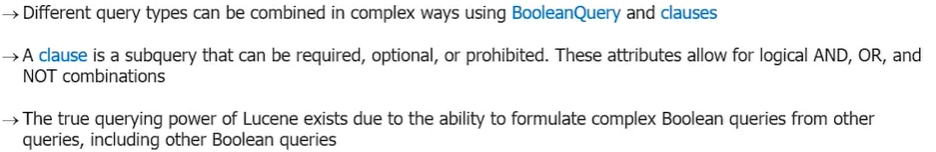 → Different query types can be combined in complex ways using BooleanQuery and clauses
→ A clause is a subquery that can be required, optional, or prohibited. These attributes allow for logical AND, OR, and
NOT combinations
→ The true querying power of Lucene exists due to the ability to formulate complex Boolean queries from other
queries, including other Boolean queries